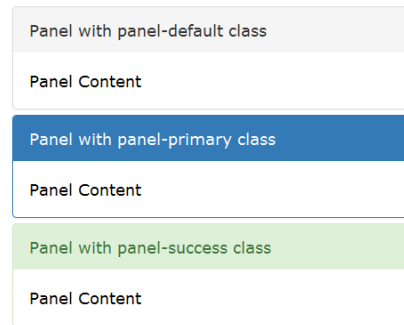 Panel with panel-default class
Panel Content
Panel with panel-primary class
Panel Content
Panel with panel-success class
Panel Content